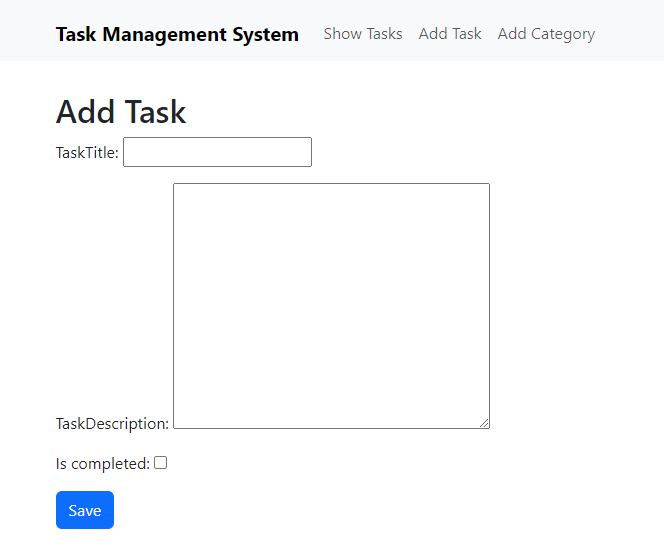 Task Management System Show Tasks Add Task Add Category
Add Task
TaskTitle:
TaskDescription:
Is completed:
Save